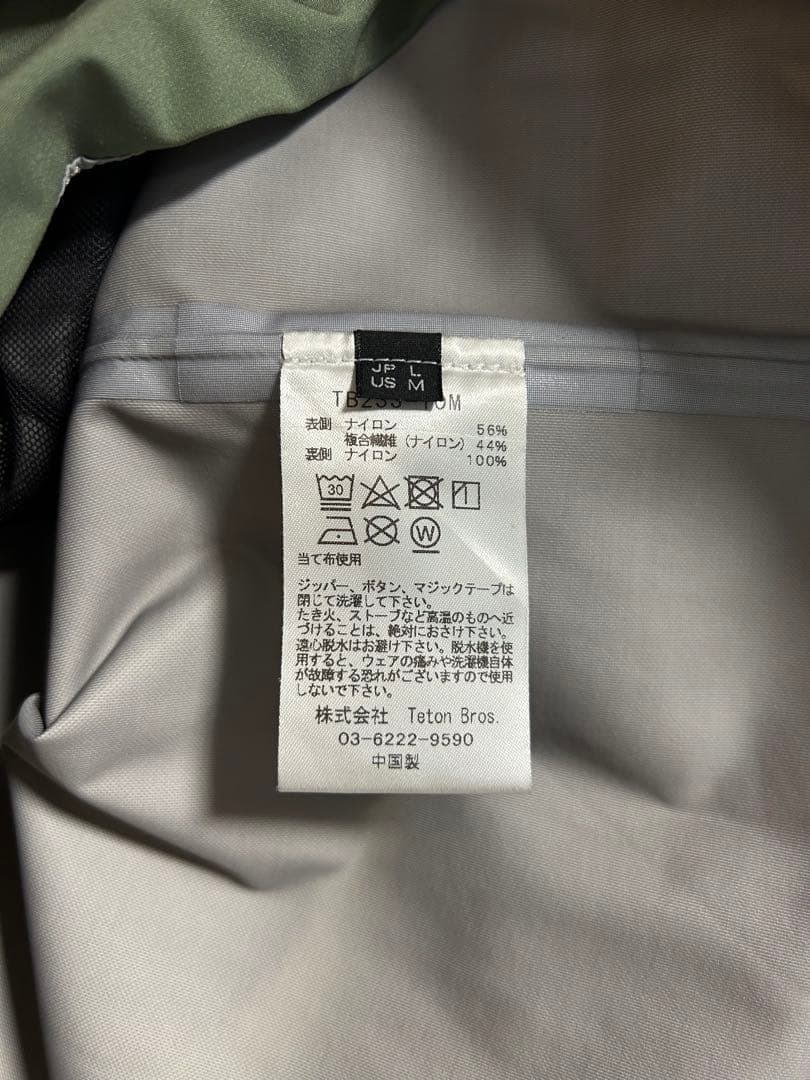 JP L
US M
表側 ナイロン 56%
複合繊維(ナイロン) 44%
裏側 ナイロン 100%
30
W
当て布使用
ジッパー、ボタン、マジックテープは
閉じて洗濯して下さい。
たき火、ストーブなど高温のものへ近
づけることは、絶対におさけ下さい。
遠心脱水はお避け下さい。脱水機を使
用すると、ウェアの痛みや洗濯機自体
が故障する恐れがございますので使用
しないで下さい。
株式会社 Teton Bros.
03-6222-9590
中国製